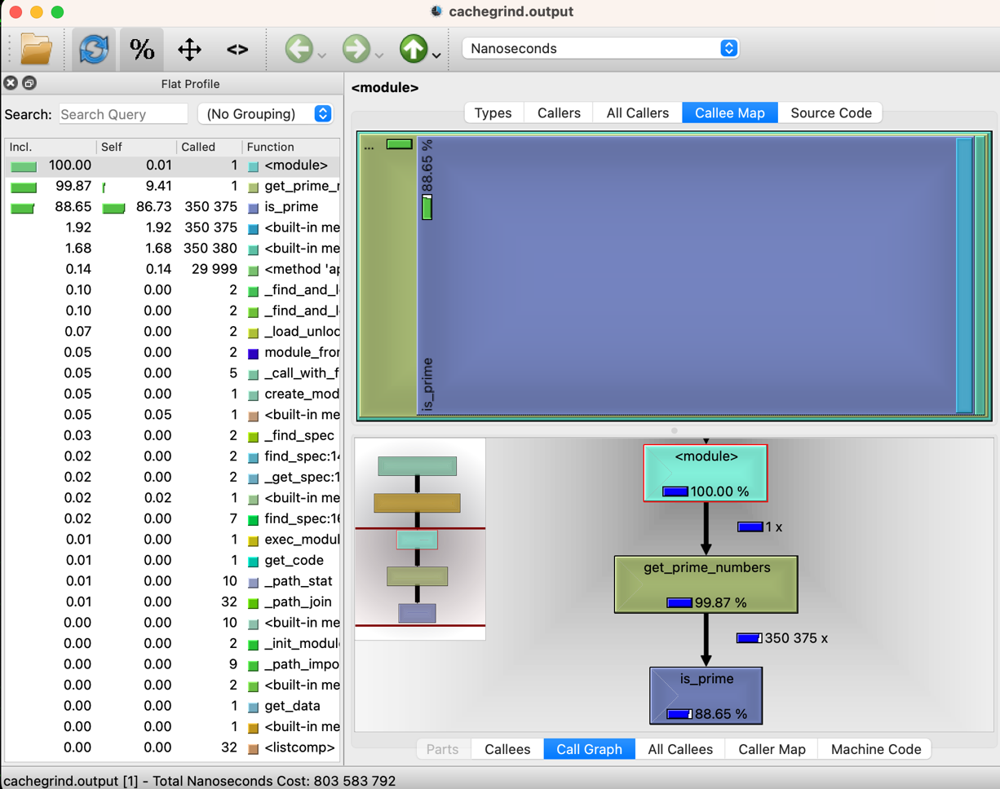 cachegrind.output
%
<>
Nanoseconds
Flat Profile
<module>
Search: Search Query (No Grouping)
Types Callers All Callers Callee Map Source Code
Incl. Self Called Function
100.00 0.01 1 <module>
99.87 9.41 1 get_prime_
88.65 86.73 350 375 is_prime
1.92 1.92 350 375 <built-in me
1.68 1.68 350 380 <built-in me
0.14 0.14 29 999 <method 'ap
0.10 0.00 2 _find_and_l
0.10 0.00 2 _find_and_l
0.07 0.00 2 _load_unloc
0.05 0.00 2 module_fror
0.05 0.00 5 _call_with_f
0.05 0.00 1 create_mod
0.05 0.05 1 <built-in me
0.03 0.00 2 _find_spec
0.02 0.00 2 find_spec:14
0.02 0.00 2 _get_spec:1
0.02 0.02 1 <built-in me
0.02 0.00 7 find_spec:16
0.01 0.00 1 exec_modul
0.01 0.00 1 get_code
0.01 0.00 10 _path_stat
0.01 0.00 32 _path_join
0.00 0.00 10 <built-in me
0.00 0.00 2 _init_modul
0.00 0.00 9 _path_impo
0.00 0.00 2 <built-in me
0.00 0.00 1 get_data
0.00 0.00 1 <built-in me
0.00 0.00 32 <listcomp>
...
88.65 %
is_prime
<module>
100.00 %
1 x
get_prime_numbers
99.87 %
350 375 x
is_prime
88.65 %
Parts Callees Call Graph All Callees Caller Map Machine Code
cachegrind.output [1] - Total Nanoseconds Cost: 803 583 792